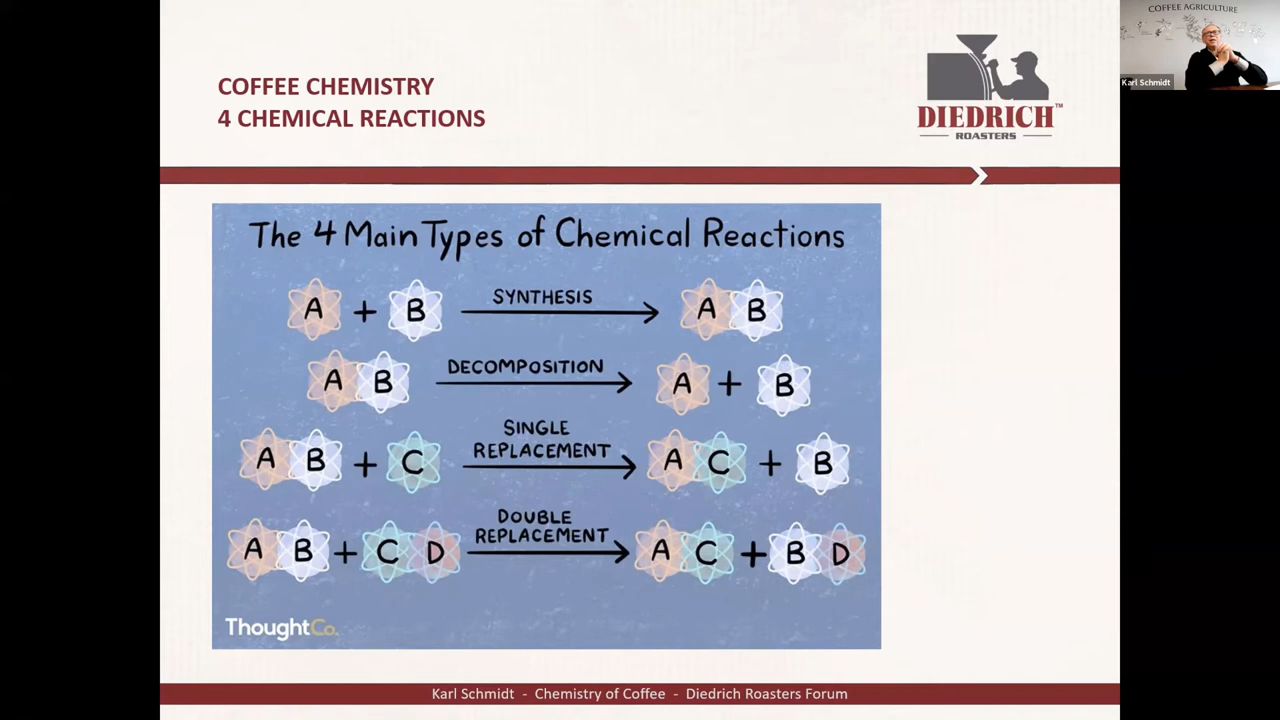 COFFEE CHEMISTRY
4 CHEMICAL REACTIONS
DIEDRICH™
ROASTERS
COFFEE AGRICULTURE
Karl Schmidt
The 4 Main Types of Chemical Reactions
A + B SYNTHESIS A B
A B DECOMPOSITION A + B
SINGLE
A B + C REPLACEMENT A C + B
DOUBLE
A B + C D REPLACEMENT A C + B D
ThoughtCo.
Karl Schmidt - Chemistry of Coffee - Diedrich Roasters Forum